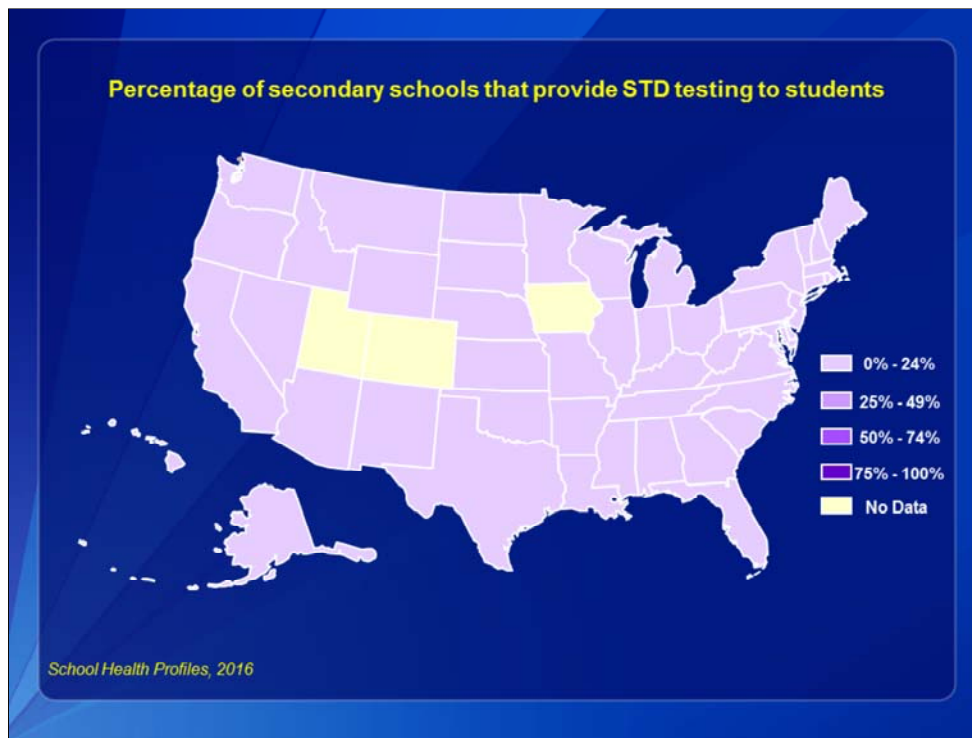 Percentage of secondary schools that provide STD testing to students
0% - 24%
25% - 49%
50% - 74%
75% - 100%
No Data
School Health Profiles, 2016